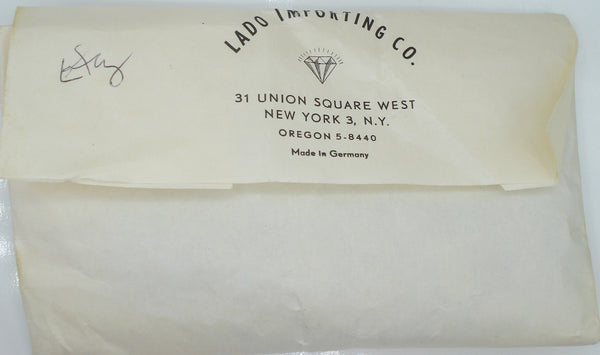 LADO IMPORTING CO.
31 UNION SQUARE WEST
NEW YORK 3, N.Y.
OREGON 5-8440
Made in Germany